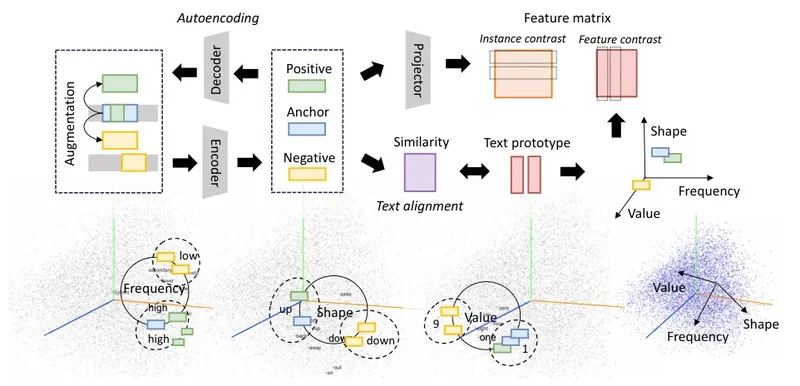 Autoencoding
Feature matrix
Instance contrast
Feature contrast
Decoder
Projector
Positive
Augmentation
Anchor
Encoder
Negative
Similarity
Text prototype
Text alignment
Shape
Frequency
Value
low
Frequency
high
high
up
Shape
down
9
Value
one
1
Value
Frequency
Shape